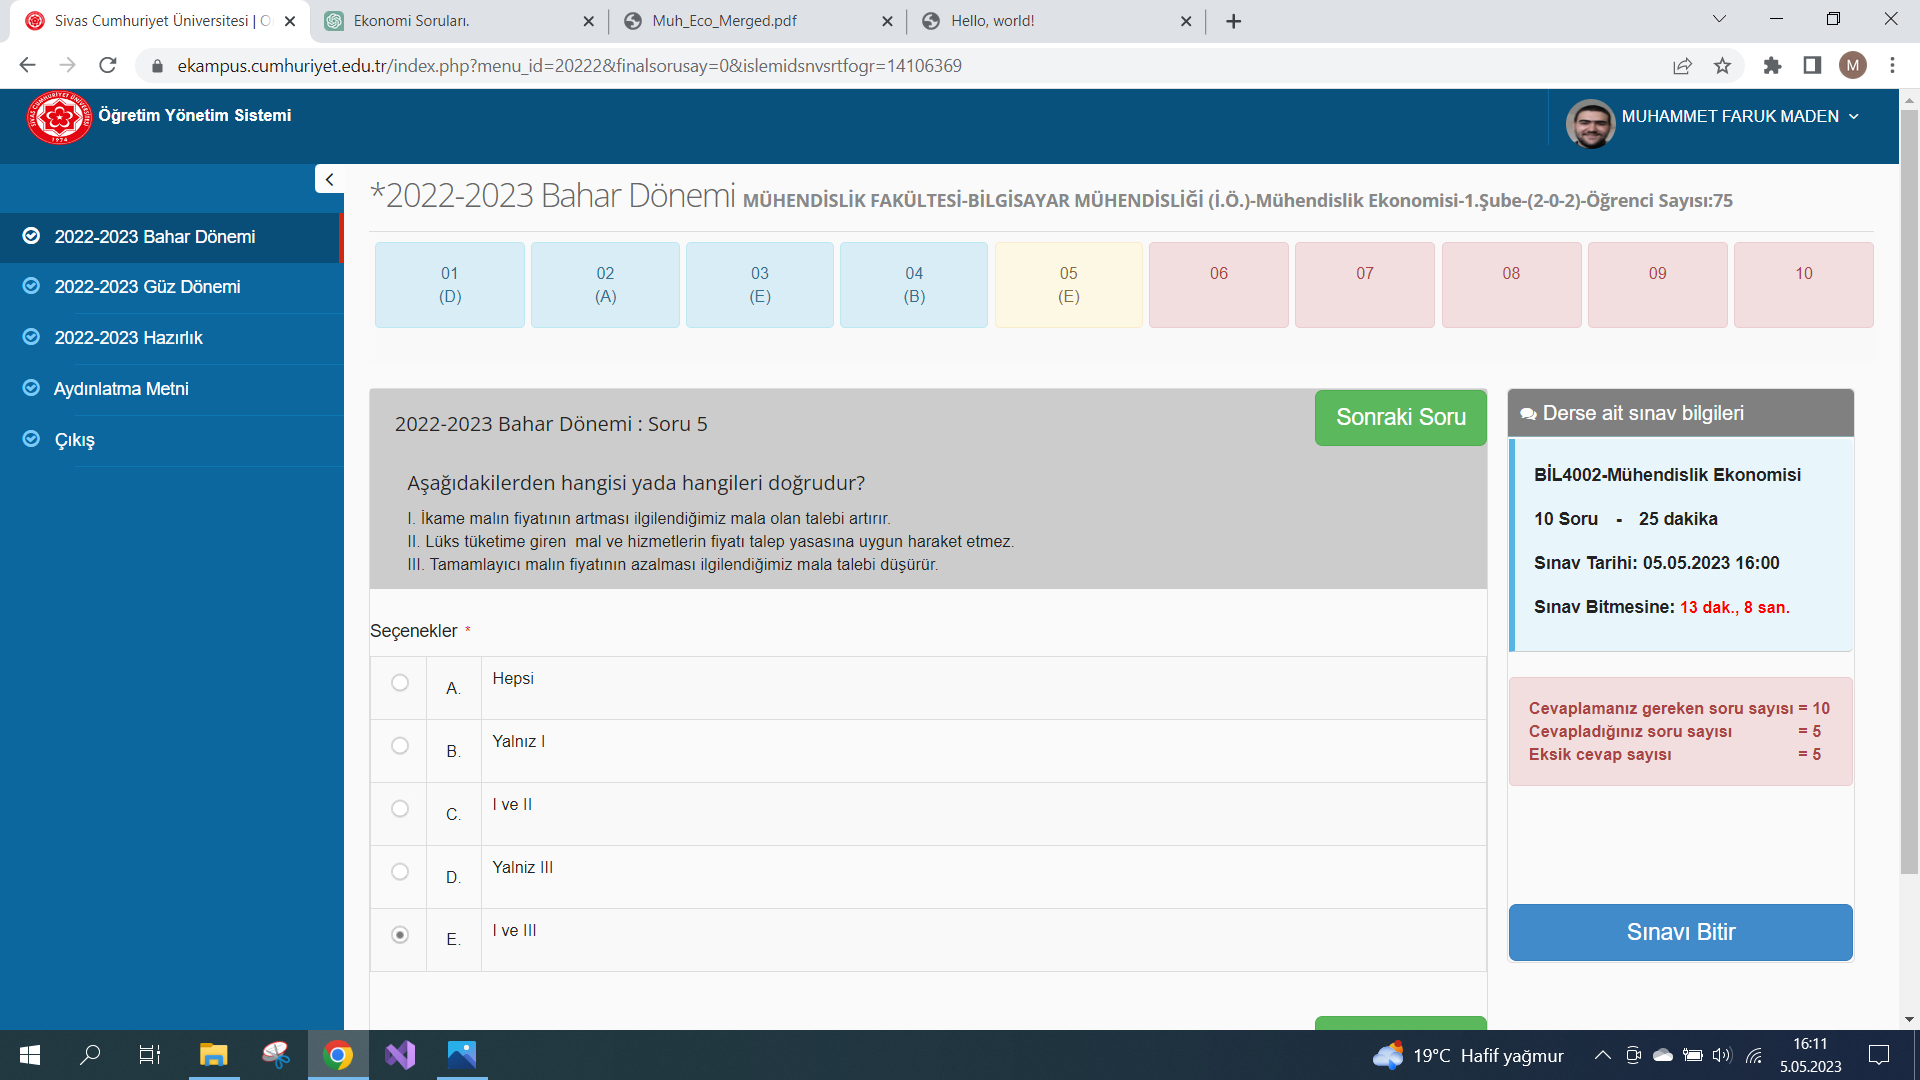 Sivas Cumhuriyet Üniversitesi | O
Ekonomi Soruları.
Muh_Eco_Merged.pdf
Hello, world!
ekampus.cumhuriyet.edu.tr/index.php?menu_id=20222&finalsorusay=0&islemidsnvsrtfogr=14106369
M
Öğretim Yönetim Sistemi
MUHAMMET FARUK MADEN
2022-2023 Bahar Dönemi
2022-2023 Güz Dönemi
2022-2023 Hazırlık
Aydınlatma Metni
Çıkış
*2022-2023 Bahar Dönemi MÜHENDİSLİK FAKÜLTESİ-BİLGİSAYAR MÜHENDİSLİĞİ (İ.Ö.)-Mühendislik Ekonomisi-1.Şube-(2-0-2)-Öğrenci Sayısı:75
01 02 03 04 05 06 07 08 09 10
(D) (A) (E) (B) (E)
2022-2023 Bahar Dönemi : Soru 5
Sonraki Soru
Aşağıdakilerden hangisi yada hangileri doğrudur?
I. İkame malın fiyatının artması ilgilendiğimiz mala olan talebi artırır.
II. Lüks tüketime giren  mal ve hizmetlerin fiyatı talep yasasına uygun haraket etmez.
III. Tamamlayıcı malın fiyatının azalması ilgilendiğimiz mala talebi düşürür.
Seçenekler *
A. Hepsi
B. Yalnız I
C. I ve II
D. Yalniz III
E. I ve III
Derse ait sınav bilgileri
BİL4002-Mühendislik Ekonomisi
10 Soru - 25 dakika
Sınav Tarihi: 05.05.2023 16:00
Sınav Bitmesine: 13 dak., 8 san.
Cevaplamanız gereken soru sayısı = 10
Cevapladığınız soru sayısı = 5
Eksik cevap sayısı = 5
Sınavı Bitir
19°C Hafif yağmur
16:11
5.05.2023